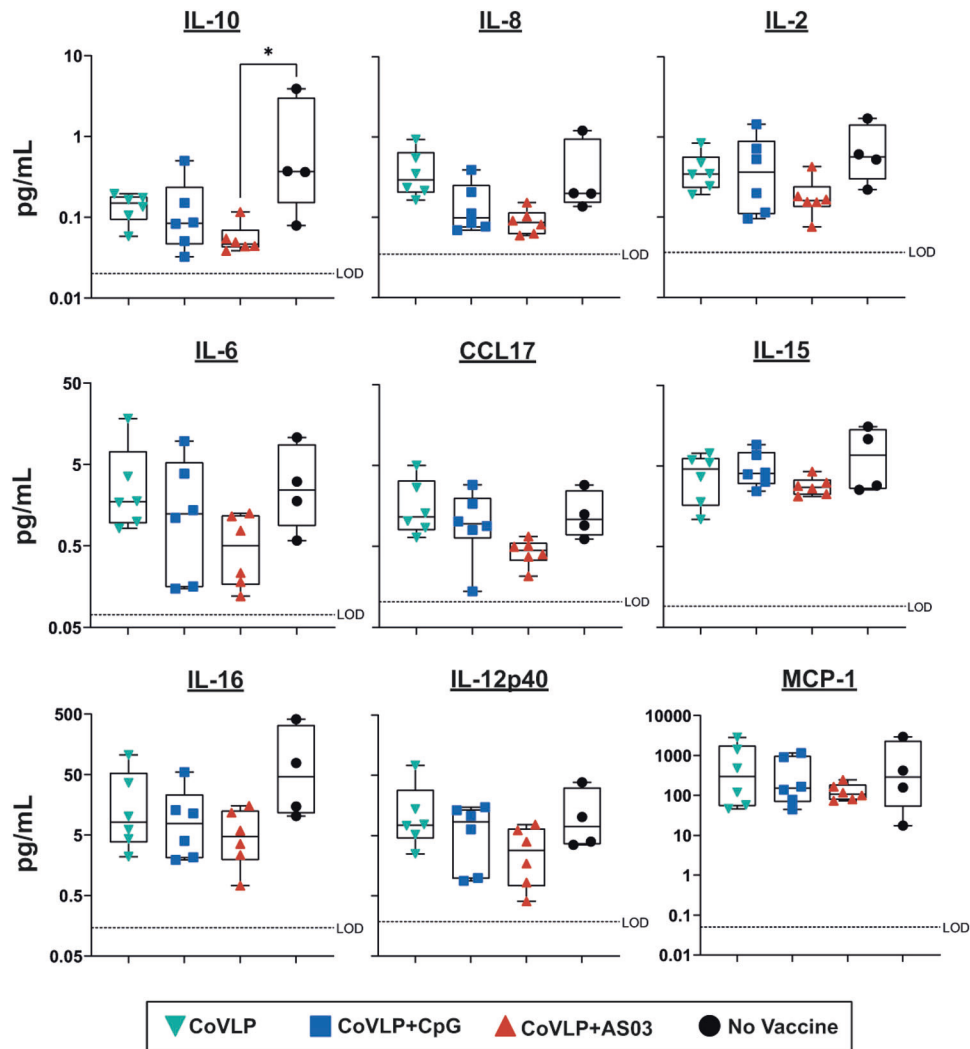 IL-10 IL-8 IL-2
*
10
1
0.1
0.01
pg/mL
LOD LOD LOD
IL-6 CCL17 IL-15
50
5
0.5
0.05
pg/mL
LOD LOD LOD
IL-16 IL-12p40 MCP-1
500
50
5
0.5
0.05
pg/mL
LOD LOD
10000
1000
100
10
1
0.1
0.01
LOD
CoVLP CoVLP+CpG CoVLP+AS03 No Vaccine